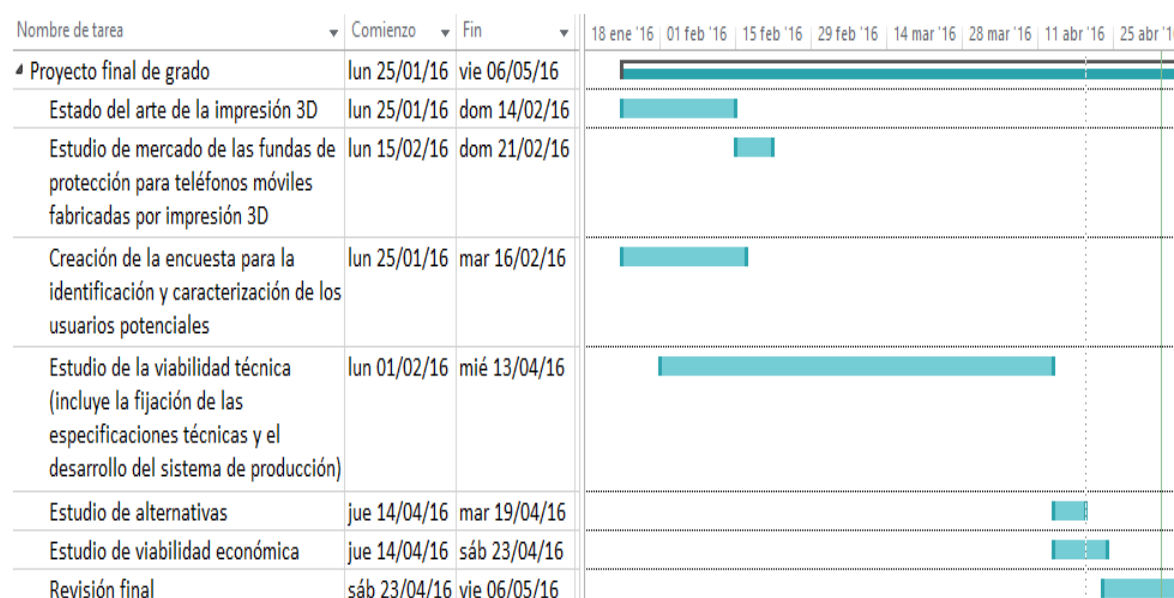 Nombre de tarea Comienzo Fin 18 ene '16 01 feb '16 15 feb '16 29 feb '16 14 mar '16 28 mar '16 11 abr '16 25 abr '16
Proyecto final de grado lun 25/01/16 vie 06/05/16
Estado del arte de la impresión 3D lun 25/01/16 dom 14/02/16
Estudio de mercado de las fundas de lun 15/02/16 dom 21/02/16
protección para teléfonos móviles
fabricadas por impresión 3D
Creación de la encuesta para la lun 25/01/16 mar 16/02/16
identificación y caracterización de los
usuarios potenciales
Estudio de la viabilidad técnica lun 01/02/16 mié 13/04/16
(incluye la fijación de las
especificaciones técnicas y el
desarrollo del sistema de producción)
Estudio de alternativas jue 14/04/16 mar 19/04/16
Estudio de viabilidad económica jue 14/04/16 sáb 23/04/16
Revisión final sáb 23/04/16 vie 06/05/16